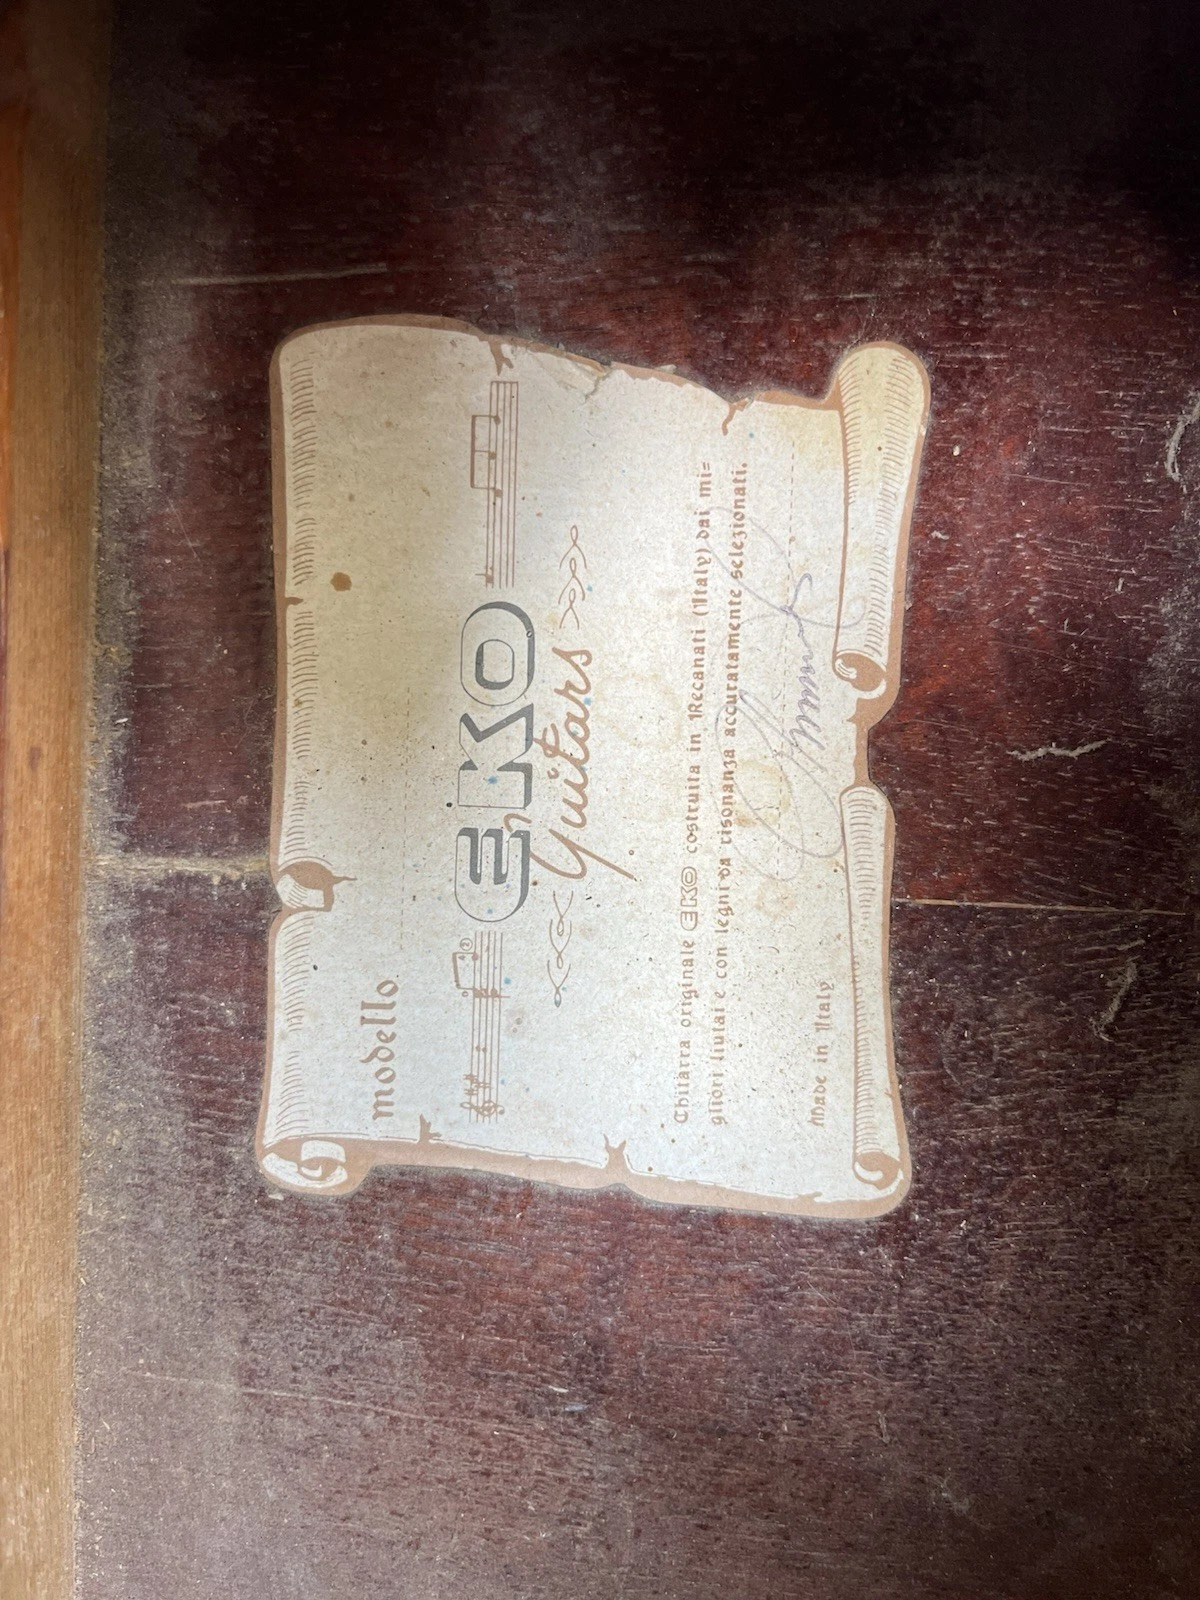 modello
EKO
Guitars
Chitarra originale EKO costruita in Recanati (Italy) dai mi=
gliori liutai e con legni da risonanza accuratamente selezionati.
Made in Italy